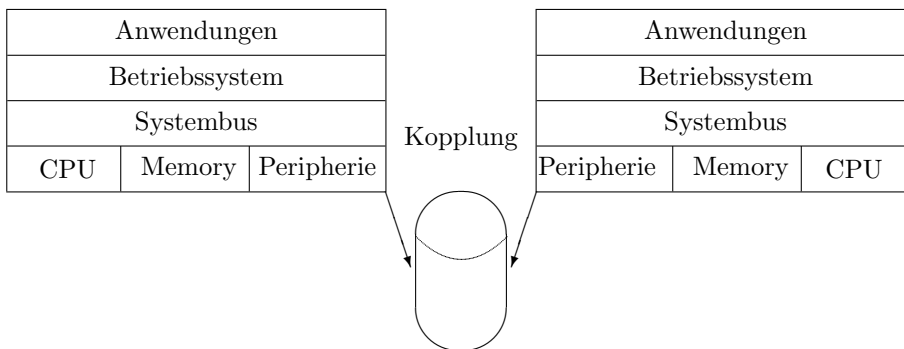 Anwendungen
Betriebssystem
Systembus
CPU Memory Peripherie
Kopplung
Anwendungen
Betriebssystem
Systembus
Peripherie Memory CPU